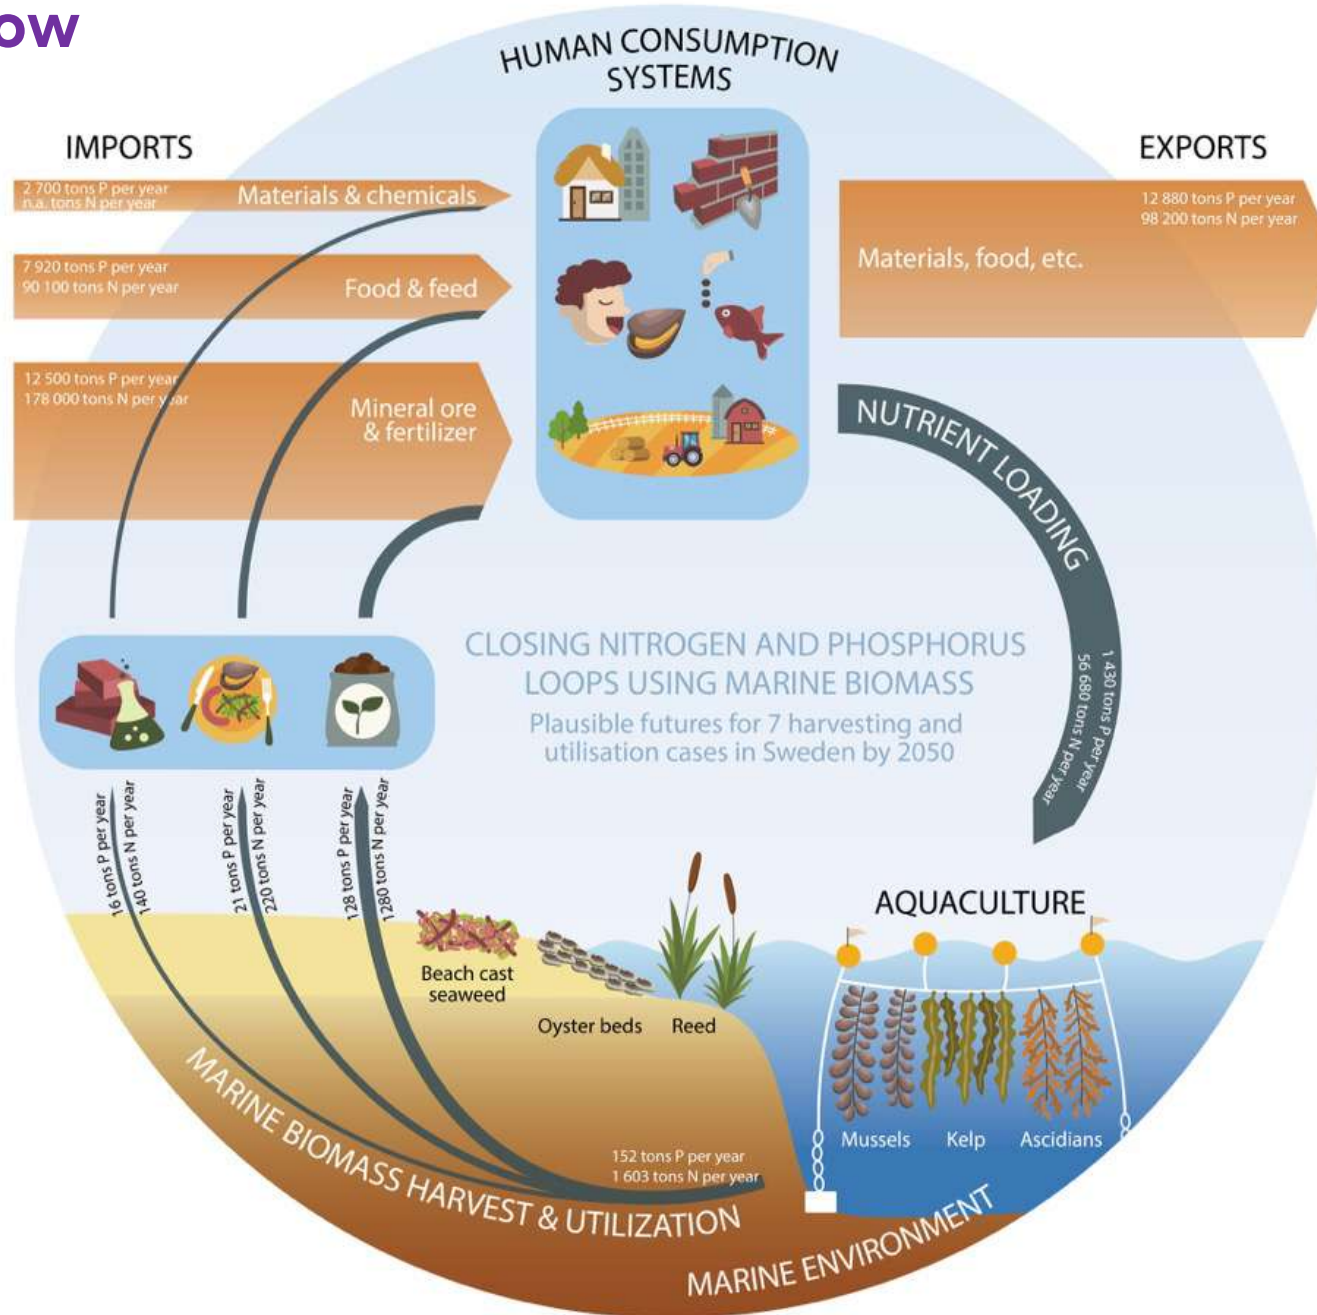 ow
HUMAN CONSUMPTION
SYSTEMS
IMPORTS
2 700 tons P per year
n.a. tons N per year
Materials & chemicals
7 920 tons P per year
90 100 tons N per year
Food & feed
12 500 tons P per year
178 000 tons N per year
Mineral ore
& fertilizer
EXPORTS
12 880 tons P per year
98 200 tons N per year
Materials, food, etc.
NUTRIENT LOADING
1 430 tons P per year
56 680 tons N per year
CLOSING NITROGEN AND PHOSPHORUS
LOOPS USING MARINE BIOMASS
Plausible futures for 7 harvesting and
utilisation cases in Sweden by 2050
16 tons P per year
140 tons N per year
21 tons P per year
220 tons N per year
128 tons P per year
1280 tons N per year
Beach cast
seaweed
Oyster beds
Reed
AQUACULTURE
Mussels
Kelp
Ascidians
152 tons P per year
1 603 tons N per year
MARINE BIOMASS HARVEST & UTILIZATION
MARINE ENVIRONMENT